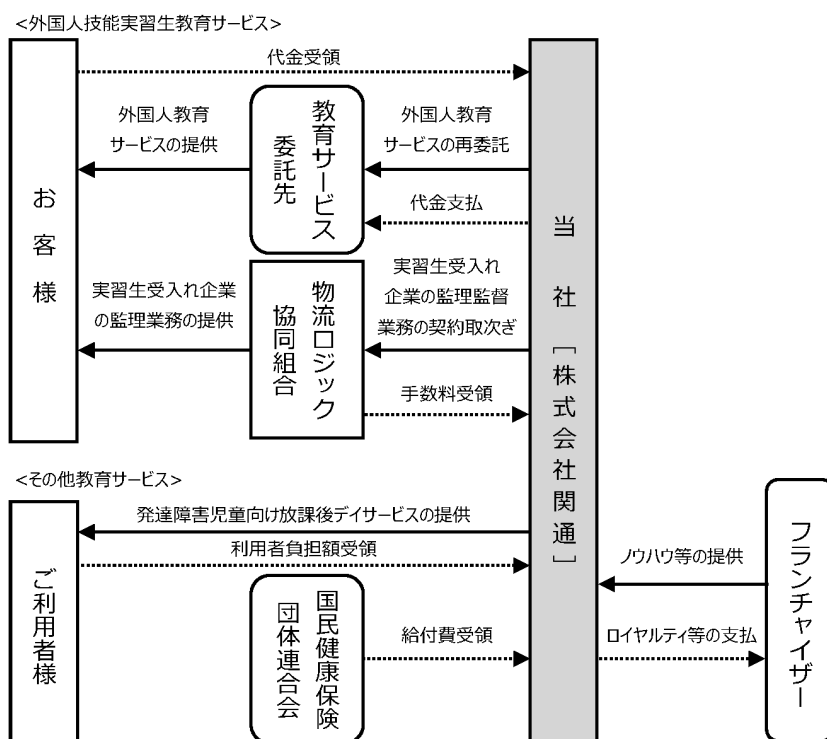 <外国人技能実習生教育サービス>
代金受領
お客様
外国人教育
サービスの提供
教育サービス
委託先
外国人教育
サービスの再委託
代金支払
実習生受入れ企業
の監理業務の提供
物流ロジック
協同組合
実習生受入れ
企業の監理監督
業務の契約取次ぎ
手数料受領
当社［株式会社関通］
<その他教育サービス>
ご利用者様
発達障害児童向け放課後デイサービスの提供
利用者負担額受領
国民健康保険
団体連合会
給付費受領
ノウハウ等の提供
ロイヤルティ等の支払
フランチャイザー